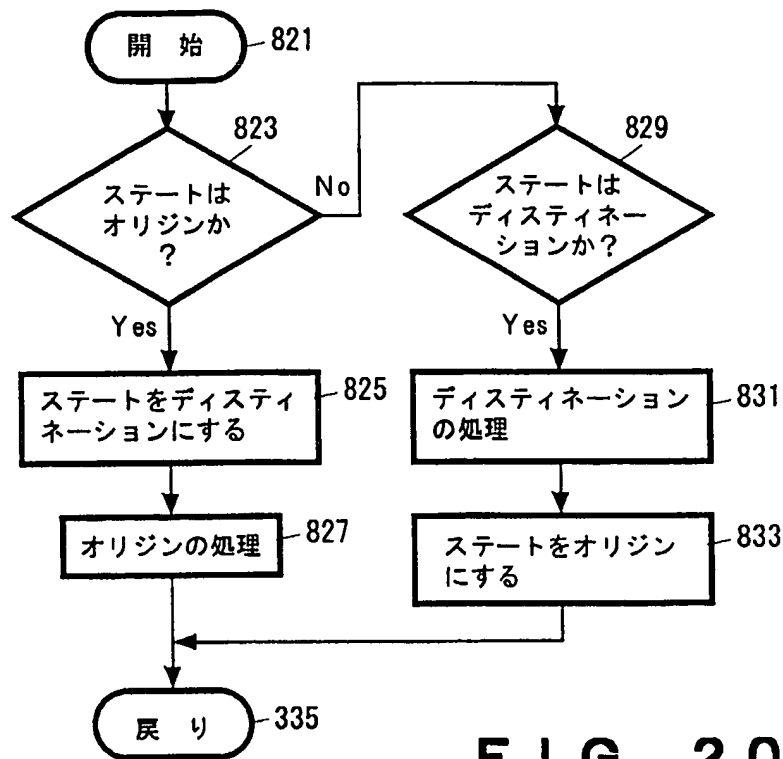 開 始
821
823
ステートは
オリジンか
?
No
Yes
829
ステートは
ディスティネー
ションか?
Yes
ステートをディスティ
ネーションにする
825
ディスティネーション
の処理
831
オリジンの処理
827
ステートをオリジン
にする
833
戻 り
335
FIG. 20